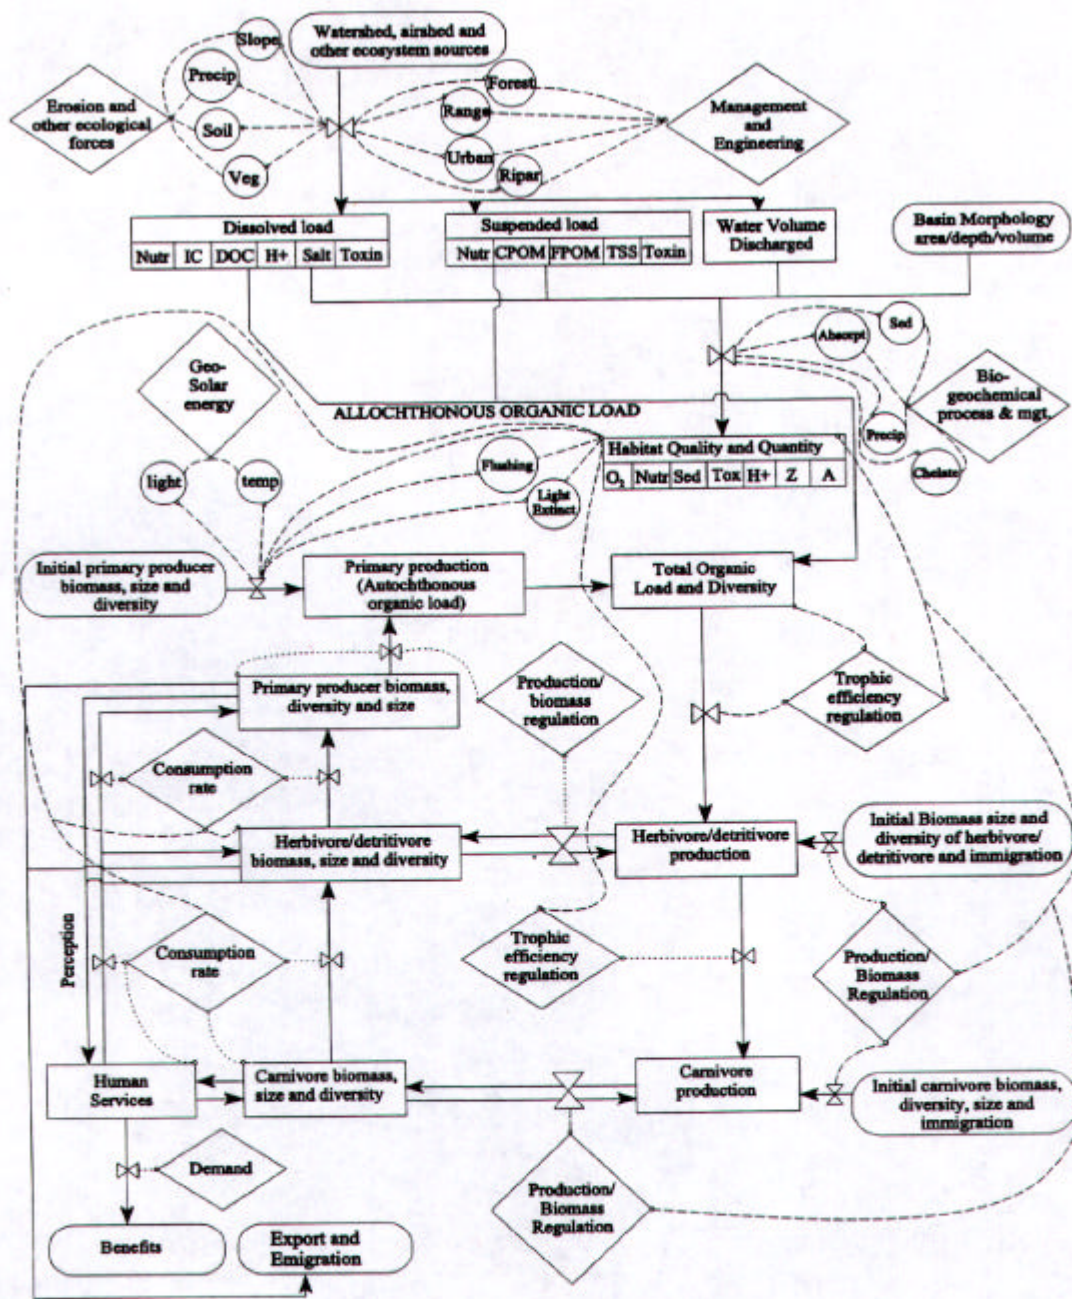 Watershed, airshed and
other ecosystem sources
Slope
Precip
Soil
Veg
Erosion and
other ecological
forces
Forest
Range
Urban
Ripar
Management
and
Engineering
Dissolved load
Nutr IC DOC H+ Salt Toxin
Suspended load
Nutr CPOM FPOM TSS Toxin
Water Volume
Discharged
Basin Morphology
area/depth/volume
Geo-
Solar
energy
light
temp
ALLOCHTHONOUS ORGANIC LOAD
Absorpt
Sed
Precip
Chelate
Bio-
geochemical
process & mgt.
Flushing
Light
Extinct
Habitat Quality and Quantity
O2 Nutr Sed Tox H+ Z A
Initial primary producer
biomass, size and
diversity
Primary production
(Autochthonous
organic load)
Total Organic
Load and Diversity
Primary producer biomass,
diversity and size
Production/
biomass
regulation
Trophic
efficiency
regulation
Consumption
rate
Herbivore/detritivore
biomass, size and diversity
Herbivore/detritivore
production
Initial Biomass size and
diversity of herbivore/
detritivore and immigration
Perception
Consumption
rate
Trophic
efficiency
regulation
Production/
Biomass
Regulation
Human
Services
Carnivore biomass,
size and diversity
Carnivore
production
Initial carnivore biomass,
diversity, size and
immigration
Demand
Production/
Biomass
Regulation
Benefits
Export and
Emigration